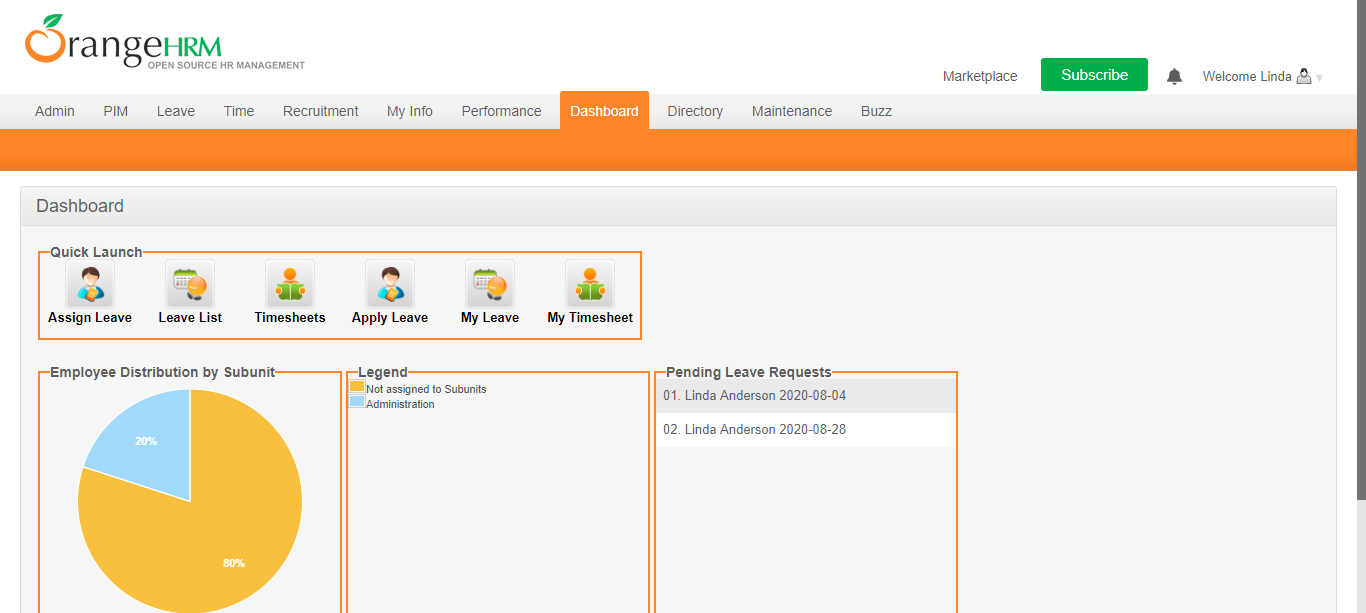 OrangeHRM
OPEN SOURCE HR MANAGEMENT
Marketplace Subscribe Welcome Linda
Admin PIM Leave Time Recruitment My Info Performance Dashboard Directory Maintenance Buzz
Dashboard
Quick Launch
Assign Leave Leave List Timesheets Apply Leave My Leave My Timesheet
Employee Distribution by Subunit
20%
80%
Legend
Not assigned to Subunits
Administration
Pending Leave Requests
01. Linda Anderson 2020-08-04
02. Linda Anderson 2020-08-28